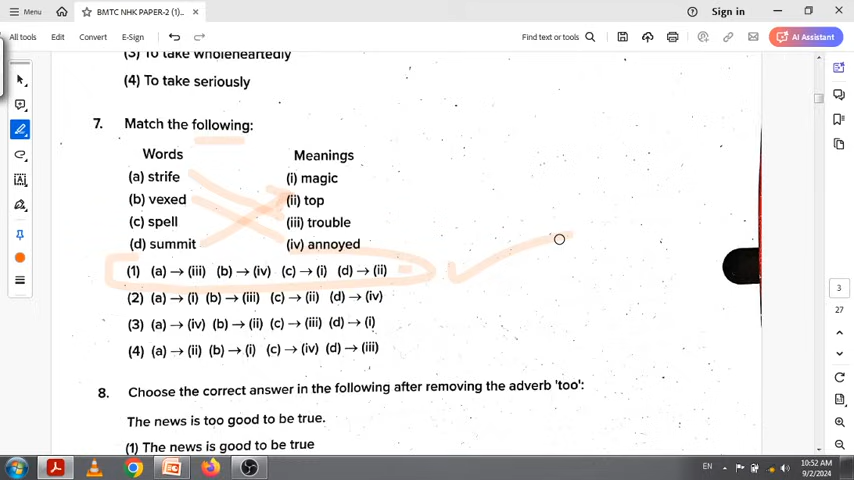 Menu
BMTC NHK PAPER-2 (1)...
Sign in
All tools Edit Convert E-Sign
Find text or tools
AI Assistant
(3) To take wholeheartedly
(4) To take seriously
7. Match the following:
Words Meanings
(a) strife (i) magic
(b) vexed (ii) top
(c) spell (iii) trouble
(d) summit (iv) annoyed
(1) (a) → (iii) (b) → (iv) (c) → (i) (d) → (ii)
(2) (a) → (i) (b) → (iii) (c) → (ii) (d) → (iv)
(3) (a) → (iv) (b) → (ii) (c) → (iii) (d) → (i)
(4) (a) → (ii) (b) → (i) (c) → (iv) (d) → (iii)
8. Choose the correct answer in the following after removing the adverb 'too':
The news is too good to be true.
(1) The news is good to be true
3
27
EN
10:52 AM
9/2/2024